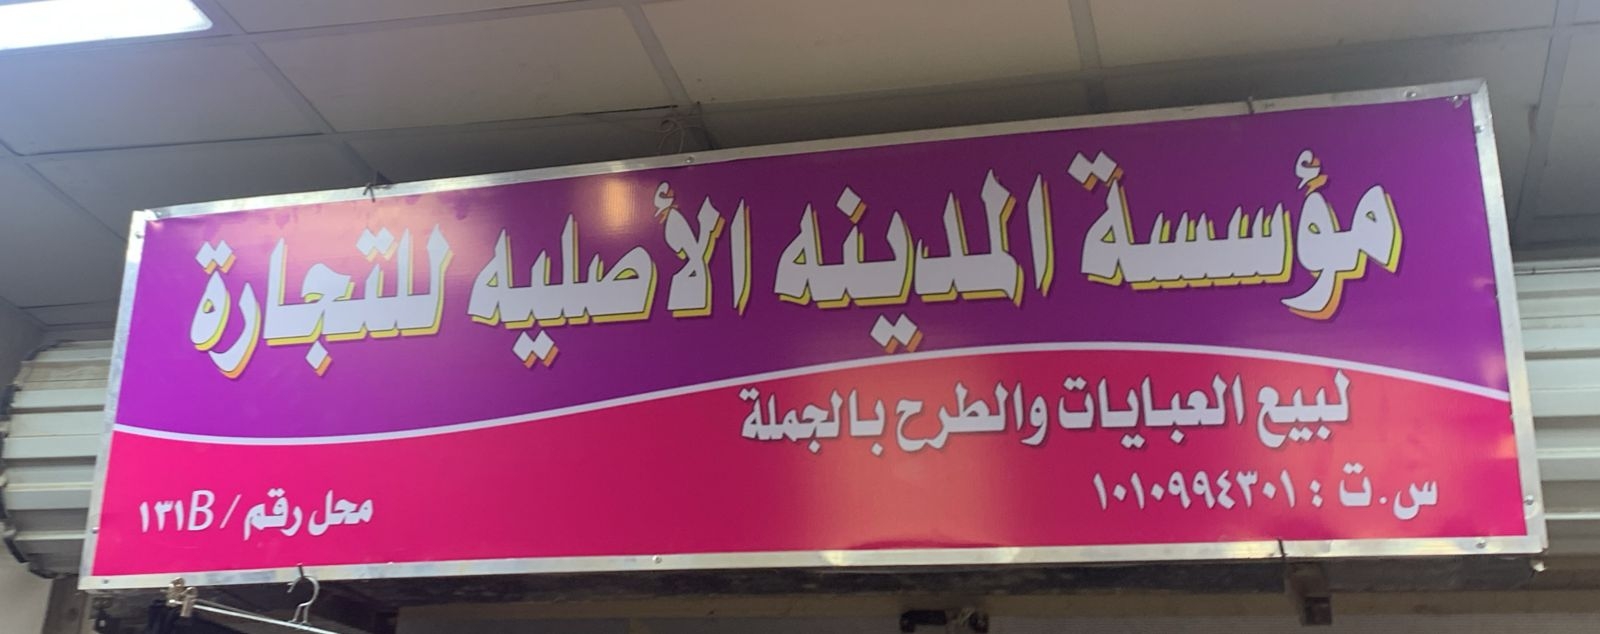 مؤسسة المدينه الأصليه للتجارة
لبيع العبايات والطرح بالجملة
س.ت : ١٠١٠٩٩٤٣٠١
محل رقم / ١٣١B